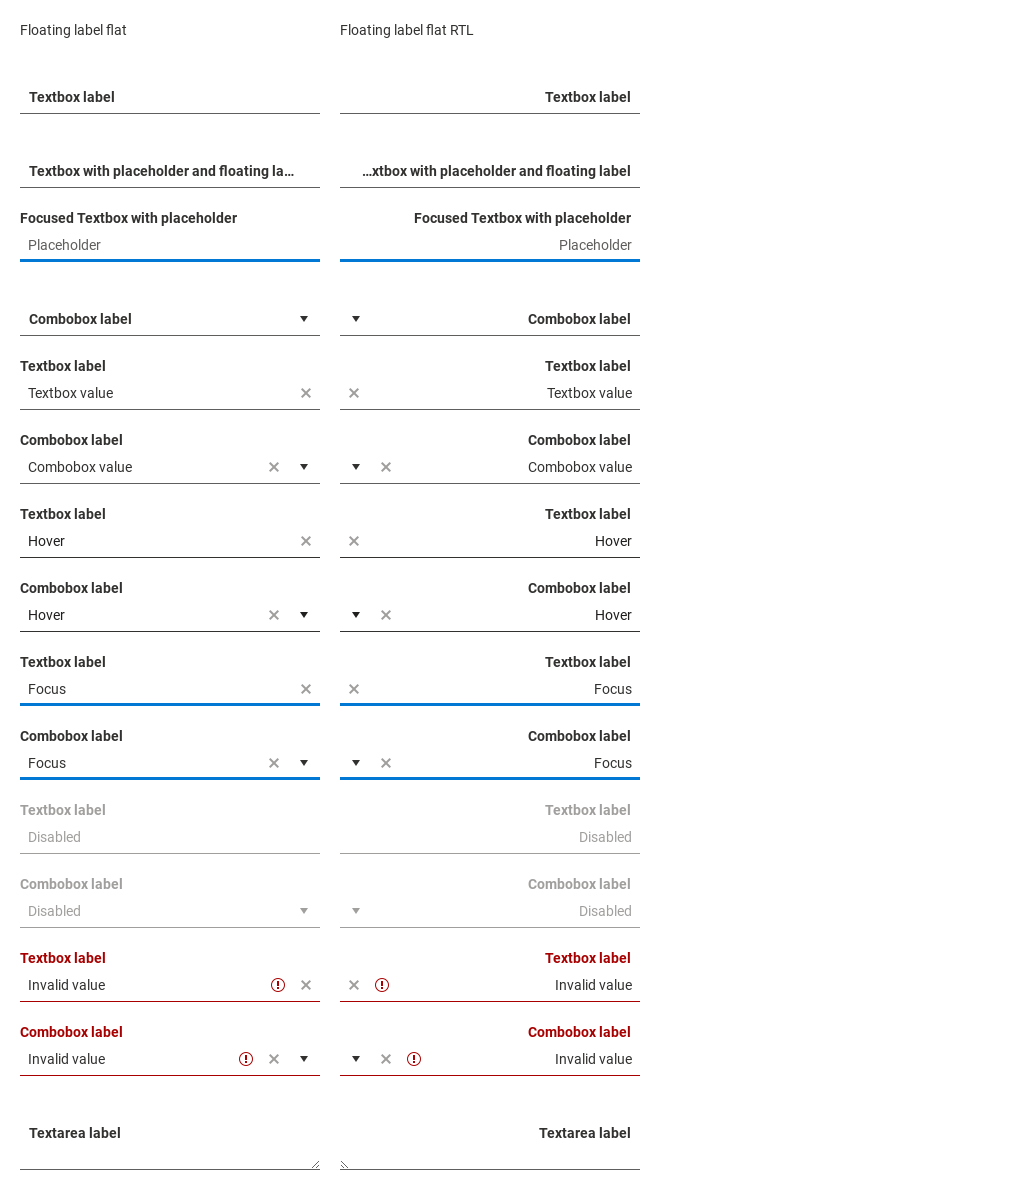 Floating label flat
Floating label flat RTL
Textbox label
Textbox label
Textbox with placeholder and floating la…
…xtbox with placeholder and floating label
Focused Textbox with placeholder
Focused Textbox with placeholder
Placeholder
Placeholder
Combobox label
Combobox label
Textbox label
Textbox label
Textbox value
Textbox value
Combobox label
Combobox label
Combobox value
Combobox value
Textbox label
Textbox label
Hover
Hover
Combobox label
Combobox label
Hover
Hover
Textbox label
Textbox label
Focus
Focus
Combobox label
Combobox label
Focus
Focus
Textbox label
Textbox label
Disabled
Disabled
Combobox label
Combobox label
Disabled
Disabled
Textbox label
Textbox label
Invalid value
Invalid value
Combobox label
Combobox label
Invalid value
Invalid value
Textarea label
Textarea label